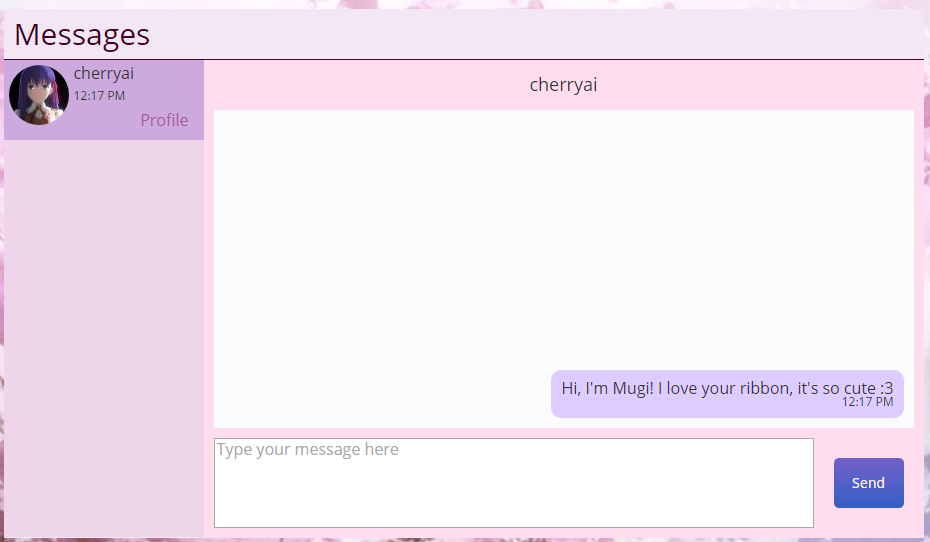 Messages
cherryai
12:17 PM
Profile
cherryai
Hi, I'm Mugi! I love your ribbon, it's so cute :3
12:17 PM
Type your message here
Send